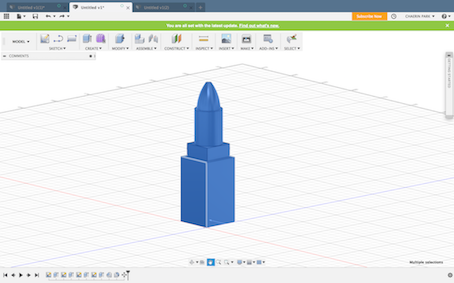 Untitled v1*
You are all set with the latest update. Find out what's new.
Subscribe Now
MODEL
SKETCH
CREATE
MODIFY
ASSEMBLE
CONSTRUCT
INSPECT
INSERT
MAKE
ADD-INS
SELECT
COMMENTS
Multiple selections